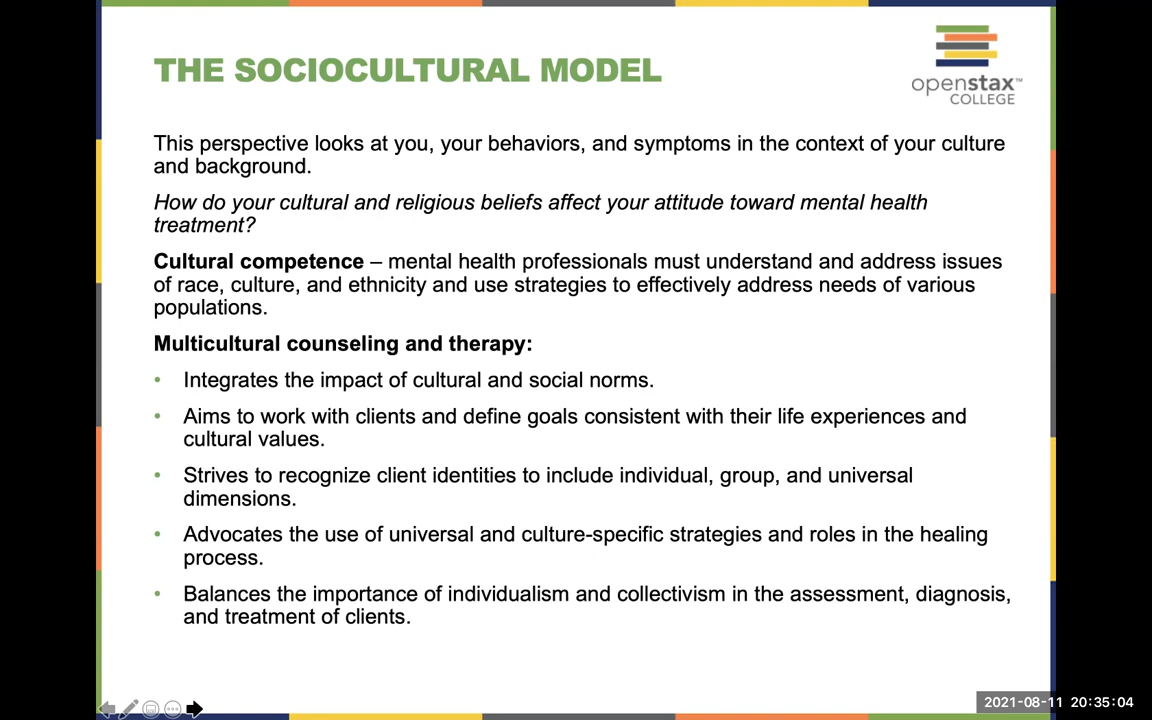 THE SOCIOCULTURAL MODEL
openstax™
COLLEGE
This perspective looks at you, your behaviors, and symptoms in the context of your culture
and background.
How do your cultural and religious beliefs affect your attitude toward mental health
treatment?
Cultural competence – mental health professionals must understand and address issues
of race, culture, and ethnicity and use strategies to effectively address needs of various
populations.
Multicultural counseling and therapy:
• Integrates the impact of cultural and social norms.
• Aims to work with clients and define goals consistent with their life experiences and
cultural values.
• Strives to recognize client identities to include individual, group, and universal
dimensions.
• Advocates the use of universal and culture-specific strategies and roles in the healing
process.
• Balances the importance of individualism and collectivism in the assessment, diagnosis,
and treatment of clients.
2021-08-11 20:35:04